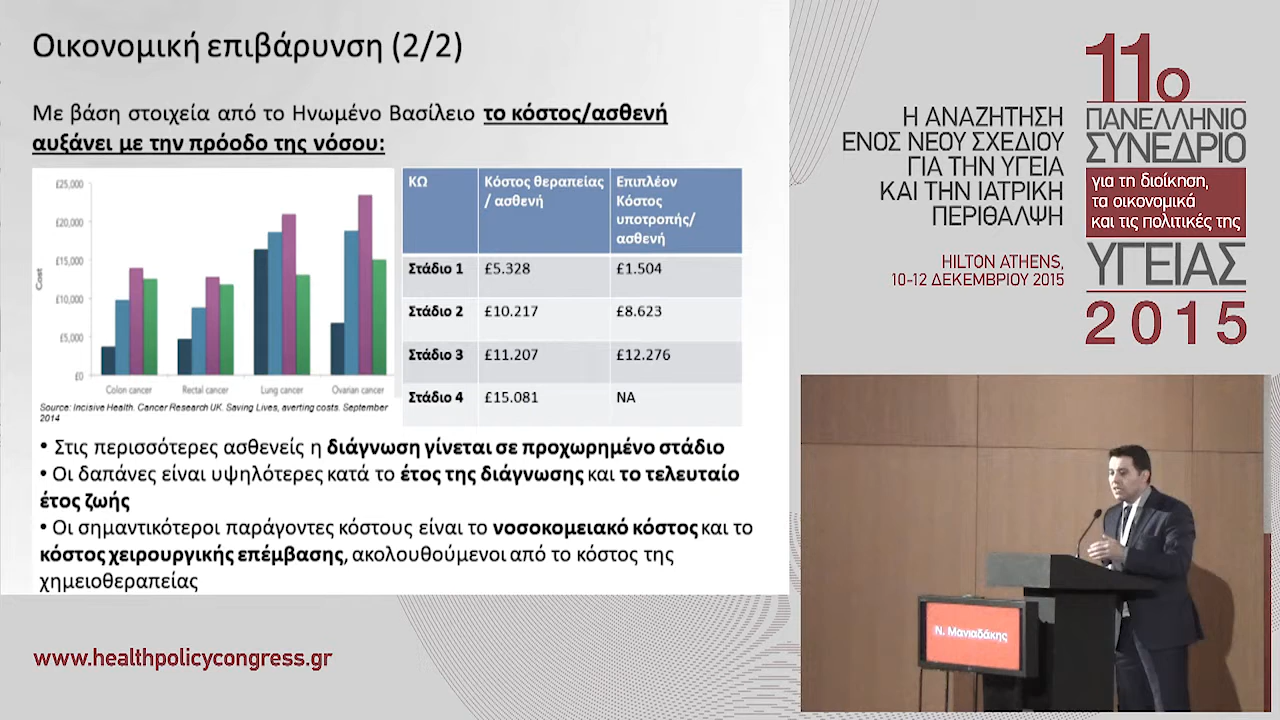 Οικονομική επιβάρυνση (2/2)
Με βάση στοιχεία από το Ηνωμένο Βασίλειο το κόστος/ασθενή
αυξάνει με την πρόοδο της νόσου:
£25,000
£20,000
£15,000
£10,000
£5,000
£0
Cost
Colon cancer
Rectal cancer
Lung cancer
Ovarian cancer
Source: Incisive Health. Cancer Research UK. Saving Lives, averting costs. September
2014
ΚΩ
Κόστος θεραπείας
/ ασθενή
Επιπλέον
Κόστος
υποτροπής/
ασθενή
Στάδιο 1 £5.328 £1.504
Στάδιο 2 £10.217 £8.623
Στάδιο 3 £11.207 £12.276
Στάδιο 4 £15.081 NA
• Στις περισσότερες ασθενείς η διάγνωση γίνεται σε προχωρημένο στάδιο
• Οι δαπάνες είναι υψηλότερες κατά το έτος της διάγνωσης και το τελευταίο
έτος ζωής
• Οι σημαντικότεροι παράγοντες κόστους είναι το νοσοκομειακό κόστος και το
κόστος χειρουργικής επέμβασης, ακολουθούμενοι από το κόστος της
χημειοθεραπείας
www.healthpolicycongress.gr
Η ΑΝΑΖΗΤΗΣΗ
ΕΝΟΣ ΝΕΟΥ ΣΧΕΔΙΟΥ
ΓΙΑ ΤΗΝ ΥΓΕΙΑ
ΚΑΙ ΤΗΝ ΙΑΤΡΙΚΗ
ΠΕΡΙΘΑΛΨΗ
HILTON ATHENS,
10-12 ΔΕΚΕΜΒΡΙΟΥ 2015
11ο
ΠΑΝΕΛΛΗΝΙΟ
ΣΥΝΕΔΡΙΟ
για τη διοίκηση,
τα οικονομικά
και τις πολιτικές της
ΥΓΕΙΑΣ
2015
Ν. Μανιαδάκης